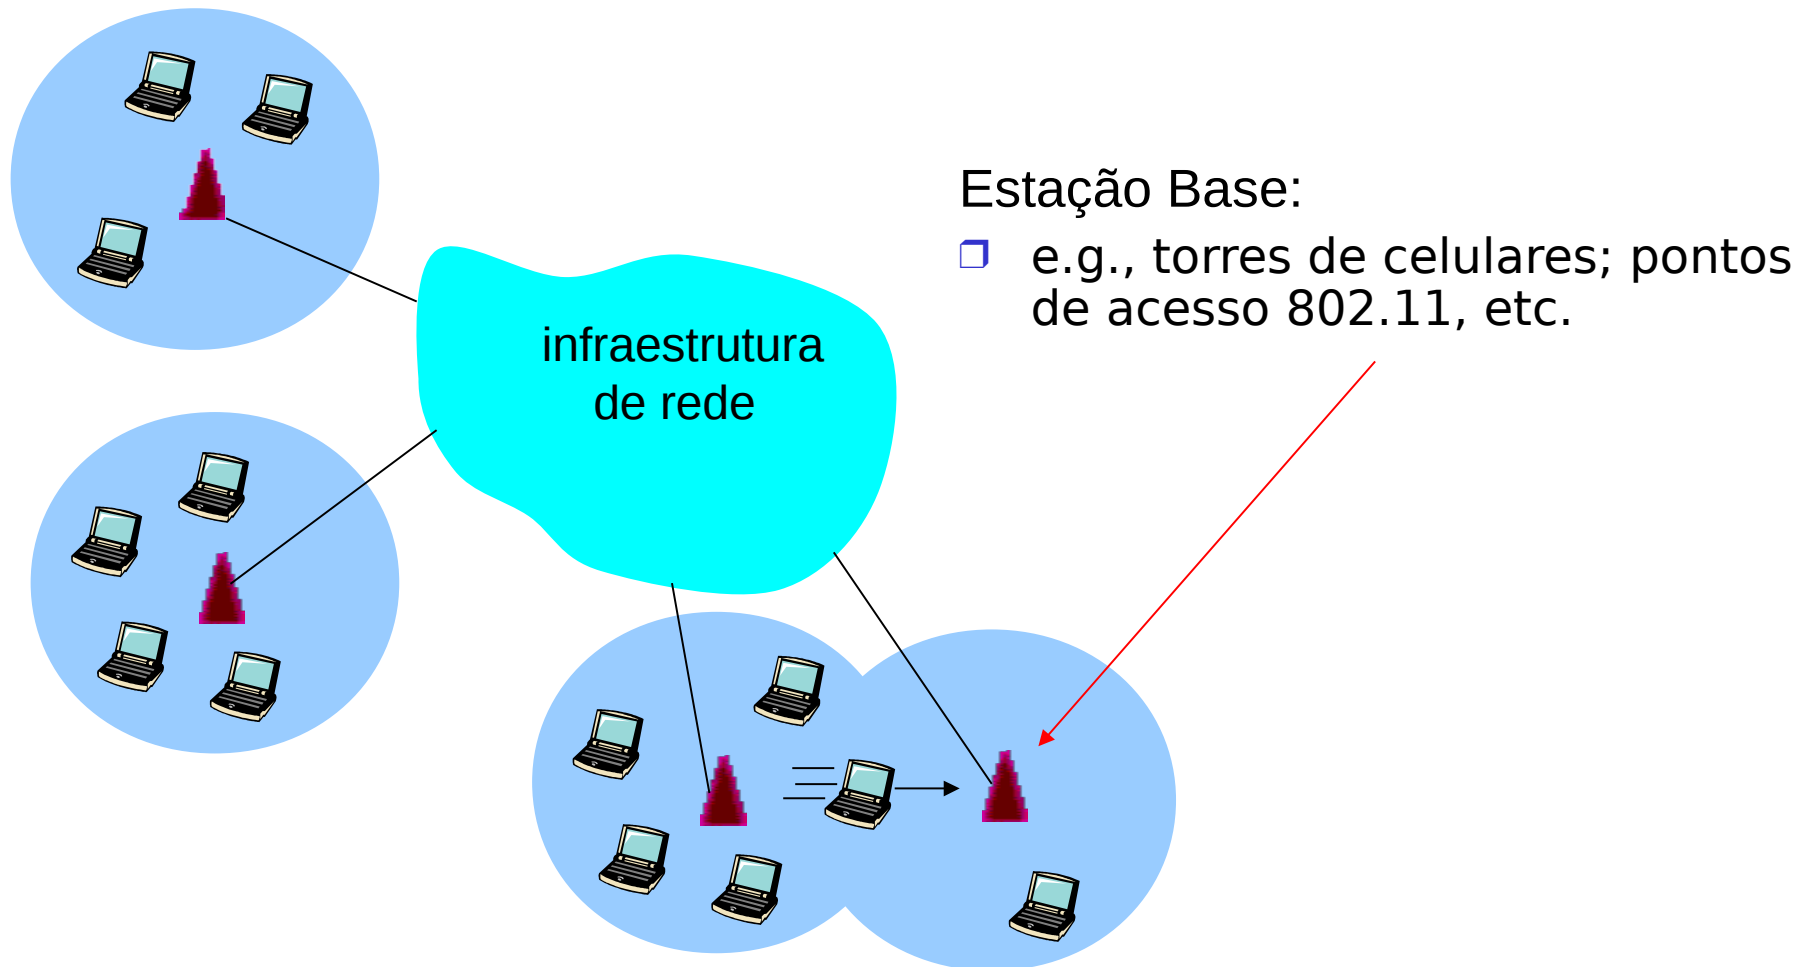 Estação Base:
e.g., torres de celulares; pontos
de acesso 802.11, etc.
infraestrutura
de rede